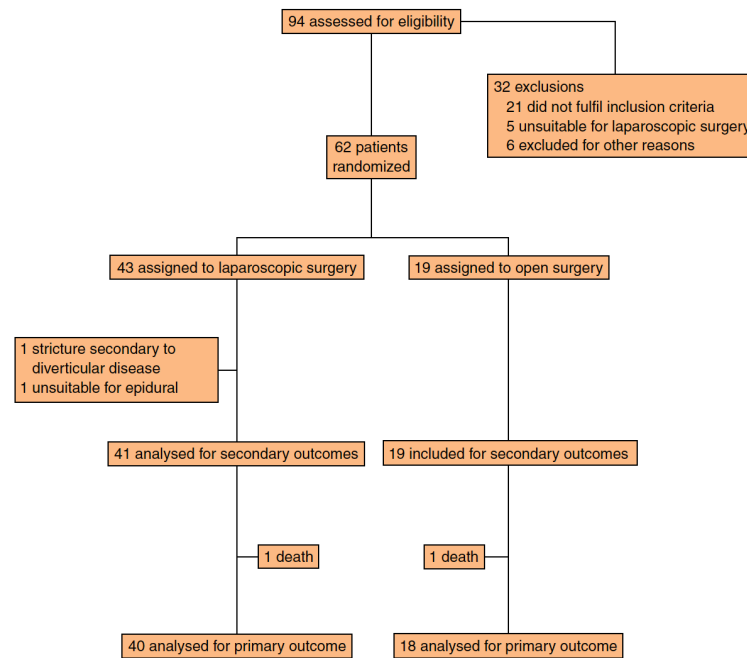 94 assessed for eligibility
32 exclusions
21 did not fulfil inclusion criteria
5 unsuitable for laparoscopic surgery
6 excluded for other reasons
62 patients
randomized
43 assigned to laparoscopic surgery
19 assigned to open surgery
1 stricture secondary to
diverticular disease
1 unsuitable for epidural
41 analysed for secondary outcomes
19 included for secondary outcomes
1 death
1 death
40 analysed for primary outcome
18 analysed for primary outcome